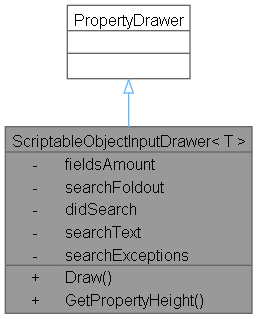 PropertyDrawer
ScriptableObjectInputDrawer< T >
- fieldsAmount
- searchFoldout
- didSearch
- searchText
- searchExceptions
+ Draw()
+ GetPropertyHeight()